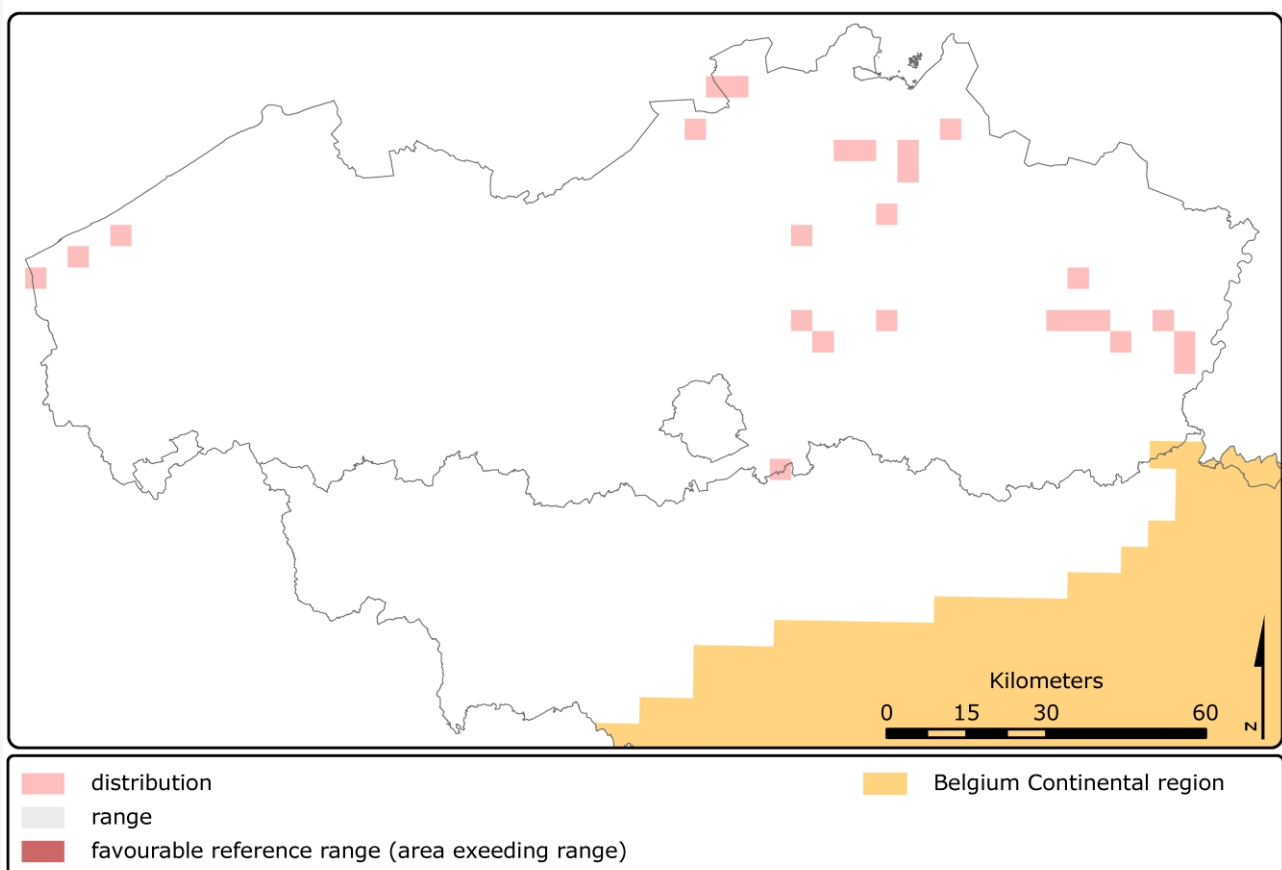 Kilometers
0 15 30 60
N
distribution
range
favourable reference range (area exeeding range)
Belgium Continental region